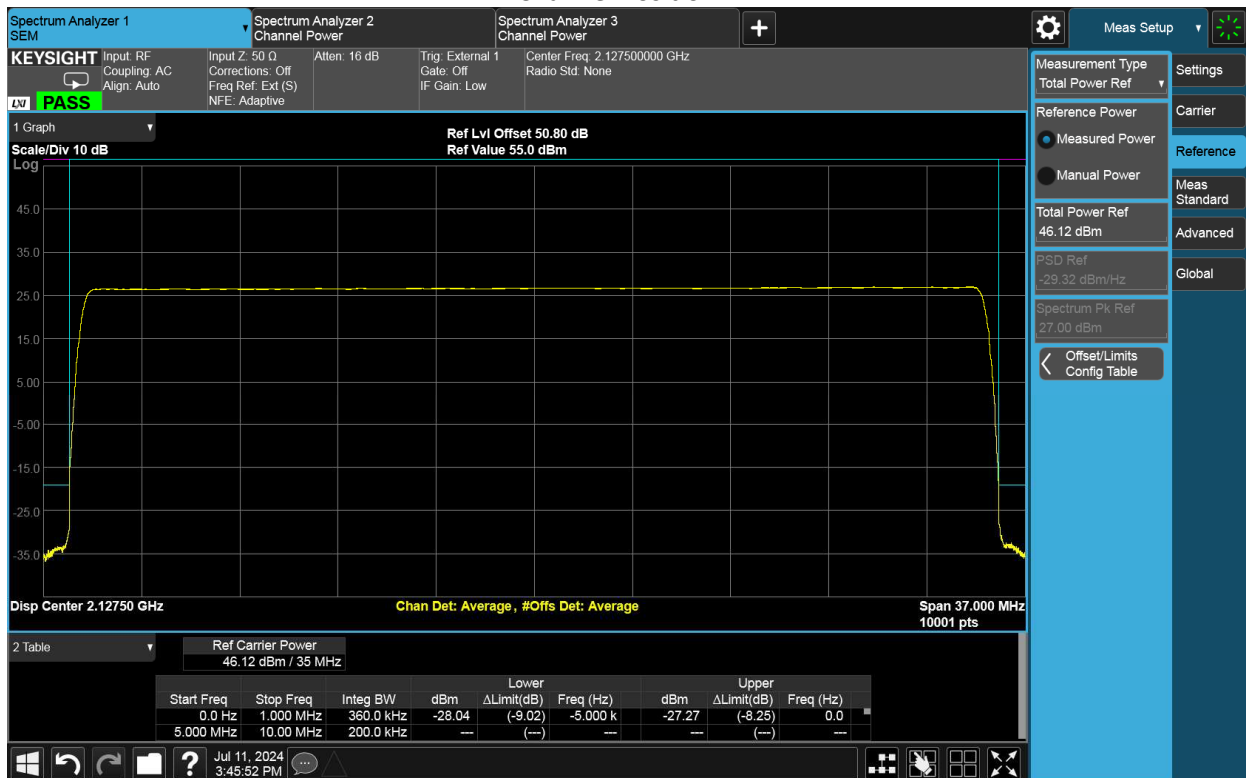 Spectrum Analyzer 1
SEM
Spectrum Analyzer 2
Channel Power
Spectrum Analyzer 3
Channel Power
Meas Setup
KEYSIGHT
LXI
PASS
Input: RF
Coupling: AC
Align: Auto
Input Z: 50 Ω
Corrections: Off
Freq Ref: Ext (S)
NFE: Adaptive
Atten: 16 dB
Trig: External 1
Gate: Off
IF Gain: Low
Center Freq: 2.127500000 GHz
Radio Std: None
1 Graph
Scale/Div 10 dB
Ref Lvl Offset 50.80 dB
Ref Value 55.0 dBm
Log
45.0
35.0
25.0
15.0
5.00
-5.00
-15.0
-25.0
-35.0
Disp Center 2.12750 GHz
Chan Det: Average, #Offs Det: Average
Span 37.000 MHz
10001 pts
2 Table
Ref Carrier Power
46.12 dBm / 35 MHz
Lower Upper
Start Freq Stop Freq Integ BW dBm ΔLimit(dB) Freq (Hz) dBm ΔLimit(dB) Freq (Hz)
0.0 Hz 1.000 MHz 360.0 kHz -28.04 (-9.02) -5.000 k -27.27 (-8.25) 0.0
5.000 MHz 10.00 MHz 200.0 kHz --- (---) --- --- (---) ---
Measurement Type
Total Power Ref
Reference Power
Measured Power
Manual Power
Total Power Ref
46.12 dBm
PSD Ref
-29.32 dBm/Hz
Spectrum Pk Ref
27.00 dBm
Offset/Limits
Config Table
Settings
Carrier
Reference
Meas
Standard
Advanced
Global
?
Jul 11, 2024
3:45:52 PM